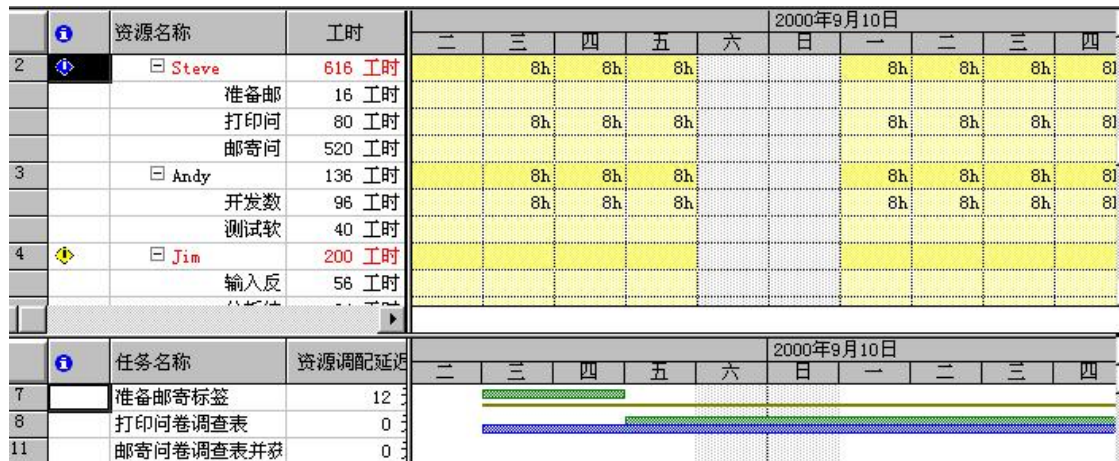 资源名称 工时 2000年9月10日
二 三 四 五 六 日 一 二 三 四
2 Steve 616 工时 8h 8h 8h 8h 8h 8h 8l
准备邮 16 工时
打印问 80 工时 8h 8h 8h 8h 8h 8h 8l
邮寄问 520 工时
3 Andy 136 工时 8h 8h 8h 8h 8h 8h 8l
开发数 96 工时 8h 8h 8h 8h 8h 8h 8l
测试软 40 工时
4 Jim 200 工时
输入反 56 工时
任务名称 资源调配延迟 2000年9月10日
二 三 四 五 六 日 一 二 三 四
7 准备邮寄标签 12
8 打印问卷调查表 0
11 邮寄问卷调查表并获 0